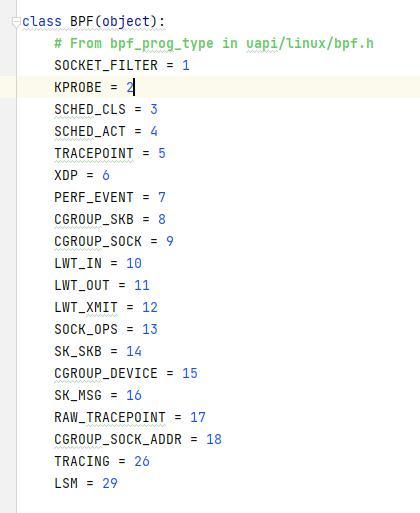 class BPF(object):
    # From bpf_prog_type in uapi/linux/bpf.h
    SOCKET_FILTER = 1
    KPROBE = 2
    SCHED_CLS = 3
    SCHED_ACT = 4
    TRACEPOINT = 5
    XDP = 6
    PERF_EVENT = 7
    CGROUP_SKB = 8
    CGROUP_SOCK = 9
    LWT_IN = 10
    LWT_OUT = 11
    LWT_XMIT = 12
    SOCK_OPS = 13
    SK_SKB = 14
    CGROUP_DEVICE = 15
    SK_MSG = 16
    RAW_TRACEPOINT = 17
    CGROUP_SOCK_ADDR = 18
    TRACING = 26
    LSM = 29